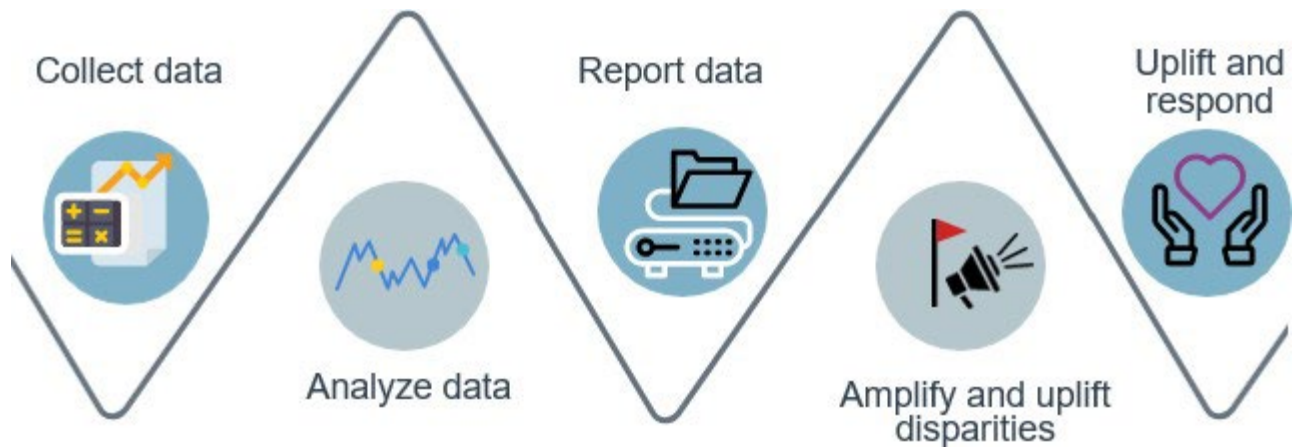 Collect data
Analyze data
Report data
Amplify and uplift
disparities
Uplift and
respond